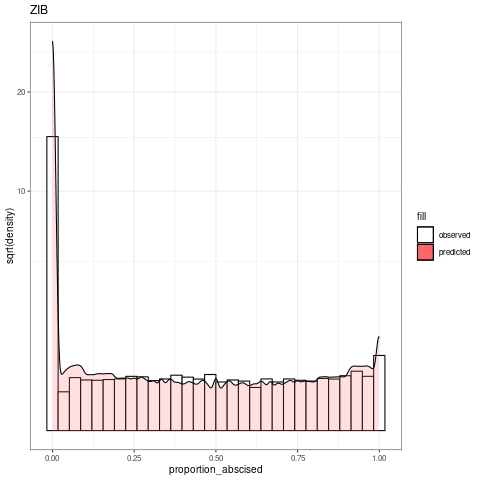 ZIB
20
10
sqrt(density)
0.00
0.25
0.50
0.75
1.00
proportion_abscised
fill
observed
predicted